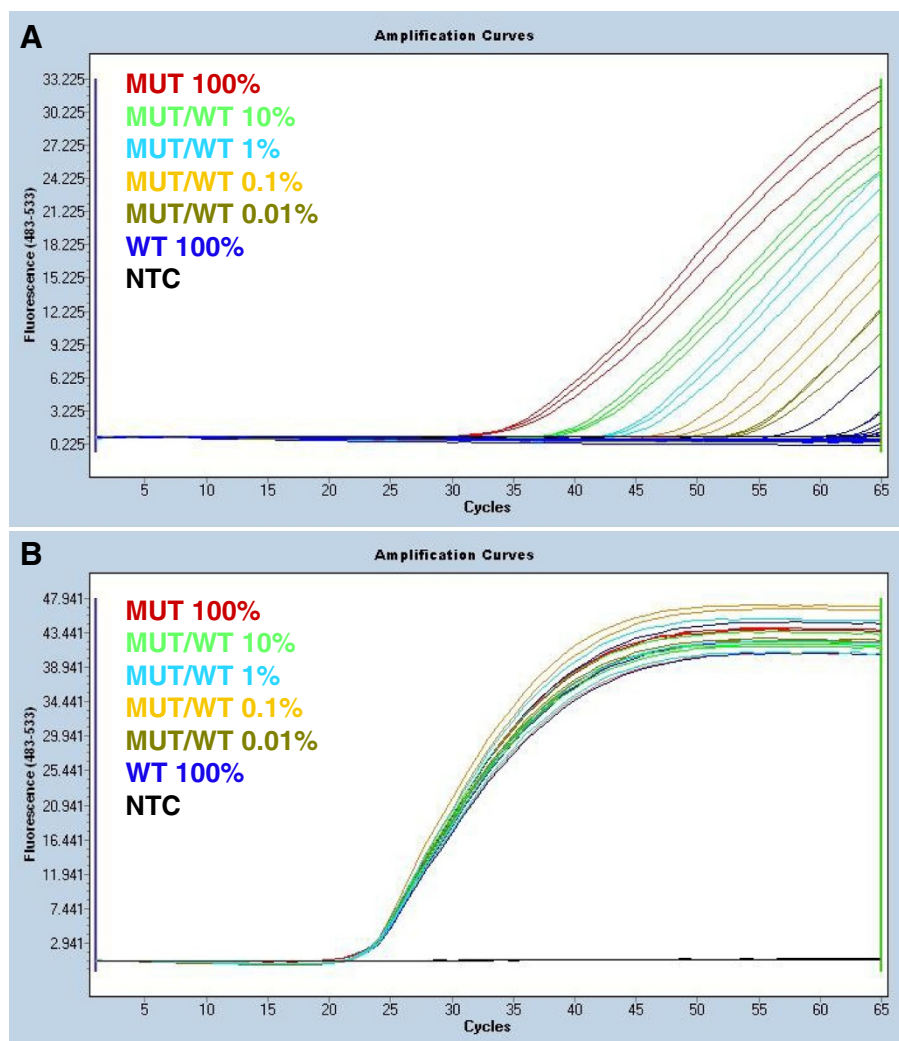 A
Amplification Curves
MUT 100%
MUT/WT 10%
MUT/WT 1%
MUT/WT 0.1%
MUT/WT 0.01%
WT 100%
NTC
Fluorescence (483-533)
33.225
30.225
27.225
24.225
21.225
18.225
15.225
12.225
9.225
6.225
3.225
0.225
5 10 15 20 25 30 35 40 45 50 55 60 65
Cycles
B
Amplification Curves
MUT 100%
MUT/WT 10%
MUT/WT 1%
MUT/WT 0.1%
MUT/WT 0.01%
WT 100%
NTC
Fluorescence (483-533)
47.941
43.441
38.941
34.441
29.941
25.441
20.941
16.441
11.941
7.441
2.941
5 10 15 20 25 30 35 40 45 50 55 60 65
Cycles